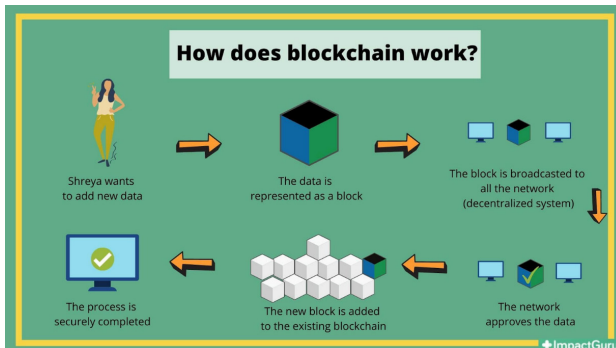 How does blockchain work?
Shreya wants
to add new data
The data is
represented as a block
The block is broadcasted to
all the network
(decentralized system)
The network
approves the data
The new block is added
to the existing blockchain
The process is
securely completed
ImpactGuru